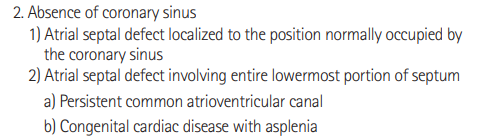 2. Absence of coronary sinus
1) Atrial septal defect localized to the position normally occupied by
the coronary sinus
2) Atrial septal defect involving entire lowermost portion of septum
a) Persistent common atrioventricular canal
b) Congenital cardiac disease with asplenia